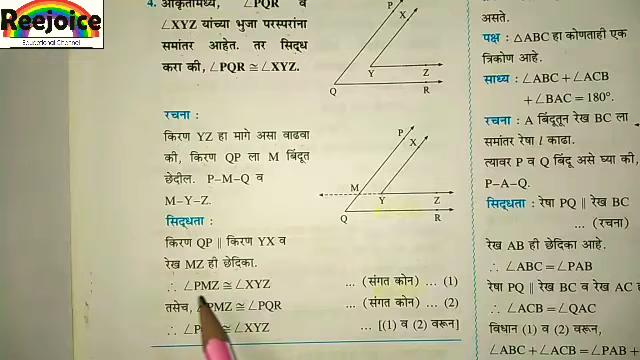 Reejoice
Educational Channel
4. आकृतीमध्ये, ∠PQR व
∠XYZ यांच्या भुजा परस्परांना
समांतर आहेत. तर सिद्ध
करा की, ∠PQR ≅ ∠XYZ.
P
X
Y
Z
Q
R
रचना :
किरण YZ हा मागे असा वाढवा
की, किरण QP ला M बिंदूत
छेदील. P–M–Q व
M–Y–Z.
P
X
M
Y
Z
Q
R
सिद्धता :
किरण QP || किरण YX व
रेख MZ ही छेदिका.
∴ ∠PMZ ≅ ∠XYZ ... (संगत कोन) ... (1)
तसेच, ∠PMZ ≅ ∠PQR ... (संगत कोन) ... (2)
≅ ∠XYZ ... [(1) व (2) वरून]
असते.
पक्ष : △ABC हा कोणताही एक
त्रिकोण आहे.
साध्य : ∠ABC + ∠ACB
+ ∠BAC = 180°.
रचना : A बिंदूतून रेख BC ला
समांतर रेषा l काढा.
त्यावर P व Q बिंदू असे घ्या की,
P-A-Q.
सिद्धता : रेषा PQ || रेख BC
... (रचना)
रेख AB ही छेदिका आहे.
∴ ∠ABC = ∠PAB
रेषा PQ || रेख BC व रेख AC
∴ ∠ACB = ∠QAC
विधान (1) व (2) वरून,
∠ABC + ∠ACB = ∠PAB +